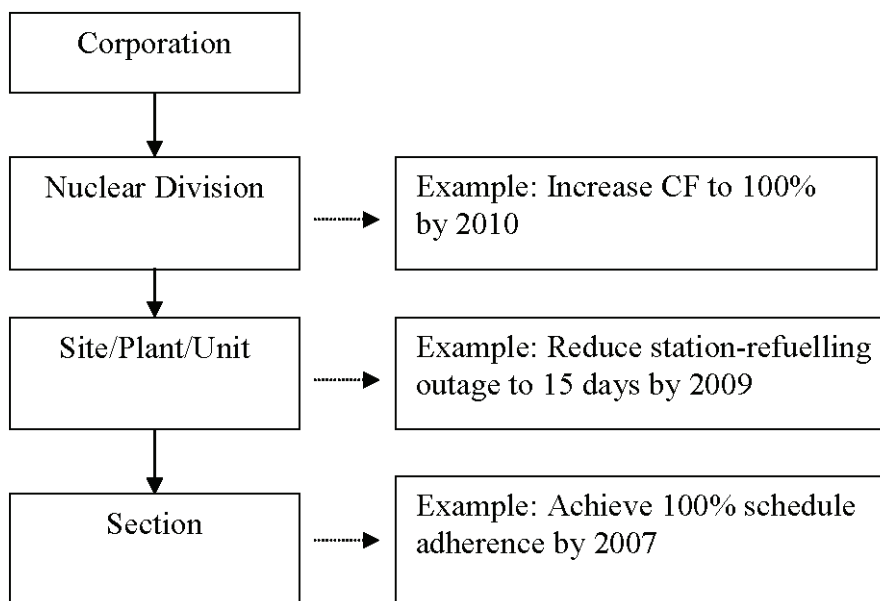 Corporation
Nuclear Division
Example: Increase CF to 100%
by 2010
Site/Plant/Unit
Example: Reduce station-refuelling
outage to 15 days by 2009
Section
Example: Achieve 100% schedule
adherence by 2007